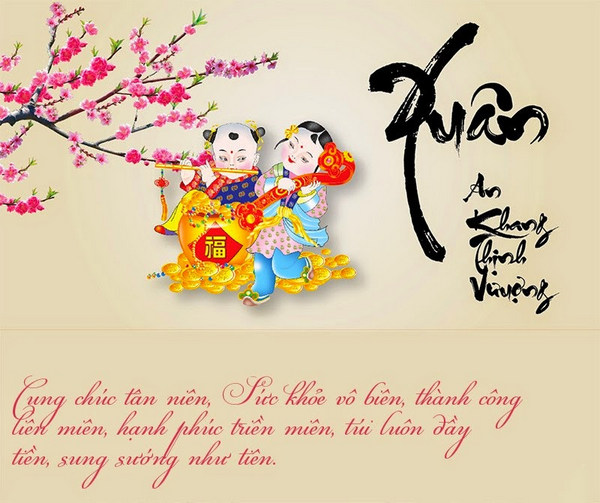 Xuân
An
Khang
Thịnh
Vượng
福
Cung chúc tân niên, Sức khỏe vô biên, thành công
liên miên, hạnh phúc triền miên, túi luôn đầy
tiền, sung sướng như tiên.